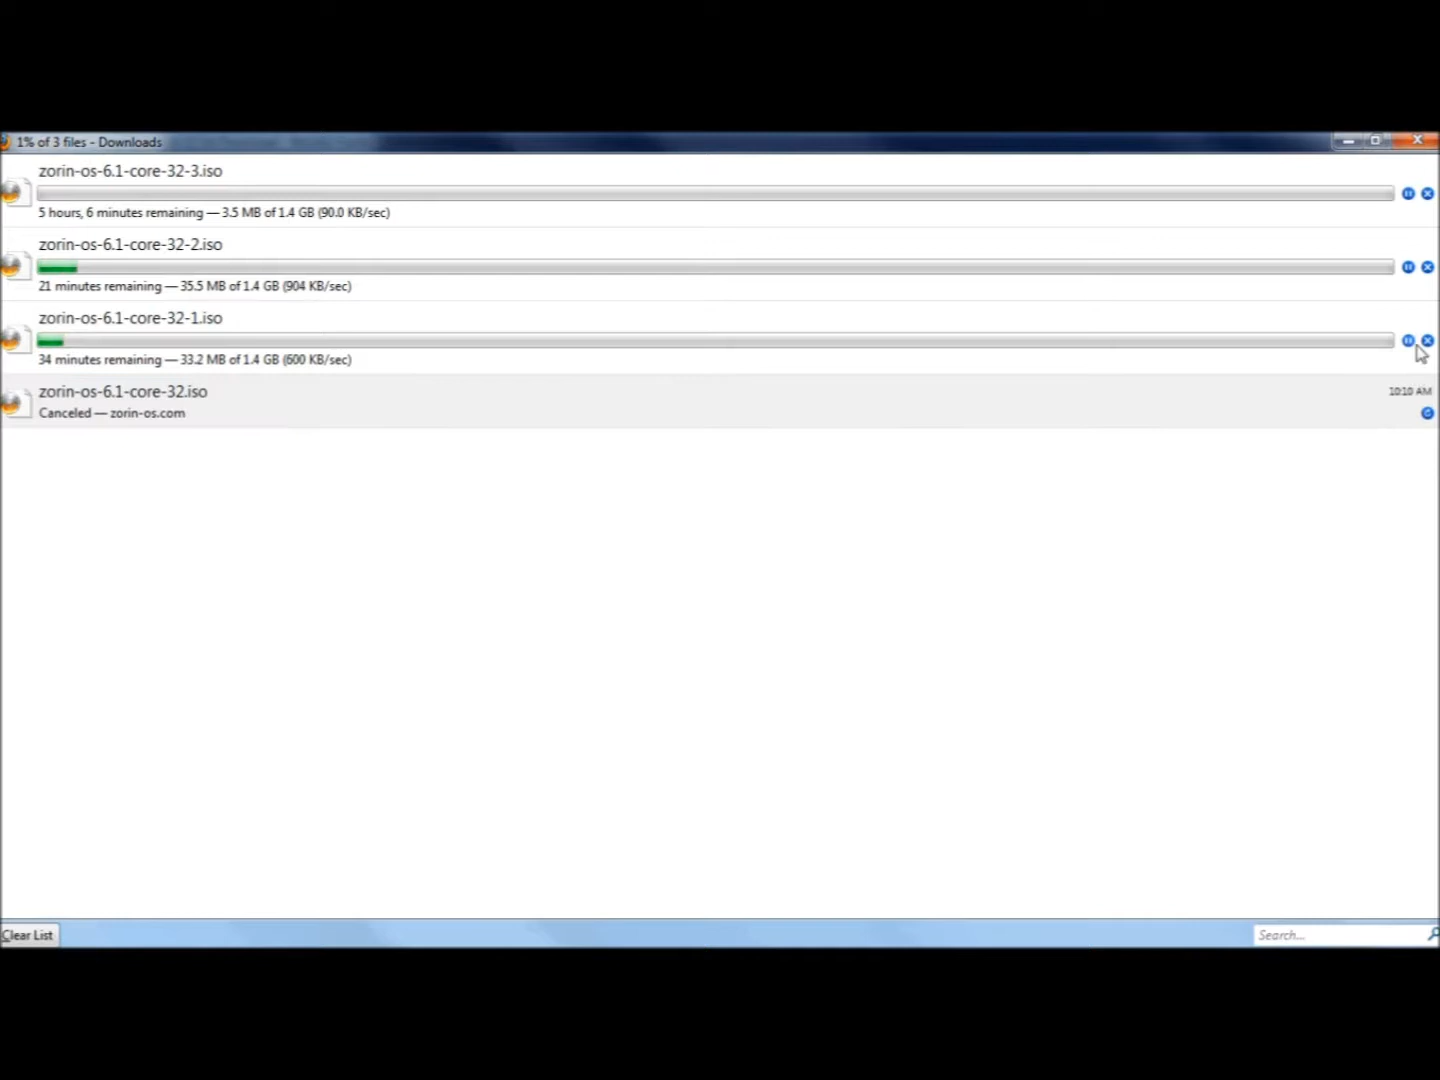 1% of 3 files - Downloads
zorin-os-6.1-core-32-3.iso
5 hours, 6 minutes remaining — 3.5 MB of 1.4 GB (90.0 KB/sec)
zorin-os-6.1-core-32-2.iso
21 minutes remaining — 35.5 MB of 1.4 GB (904 KB/sec)
zorin-os-6.1-core-32-1.iso
34 minutes remaining — 33.2 MB of 1.4 GB (600 KB/sec)
zorin-os-6.1-core-32.iso
10:10 AM
Canceled — zorin-os.com
Clear List
Search...